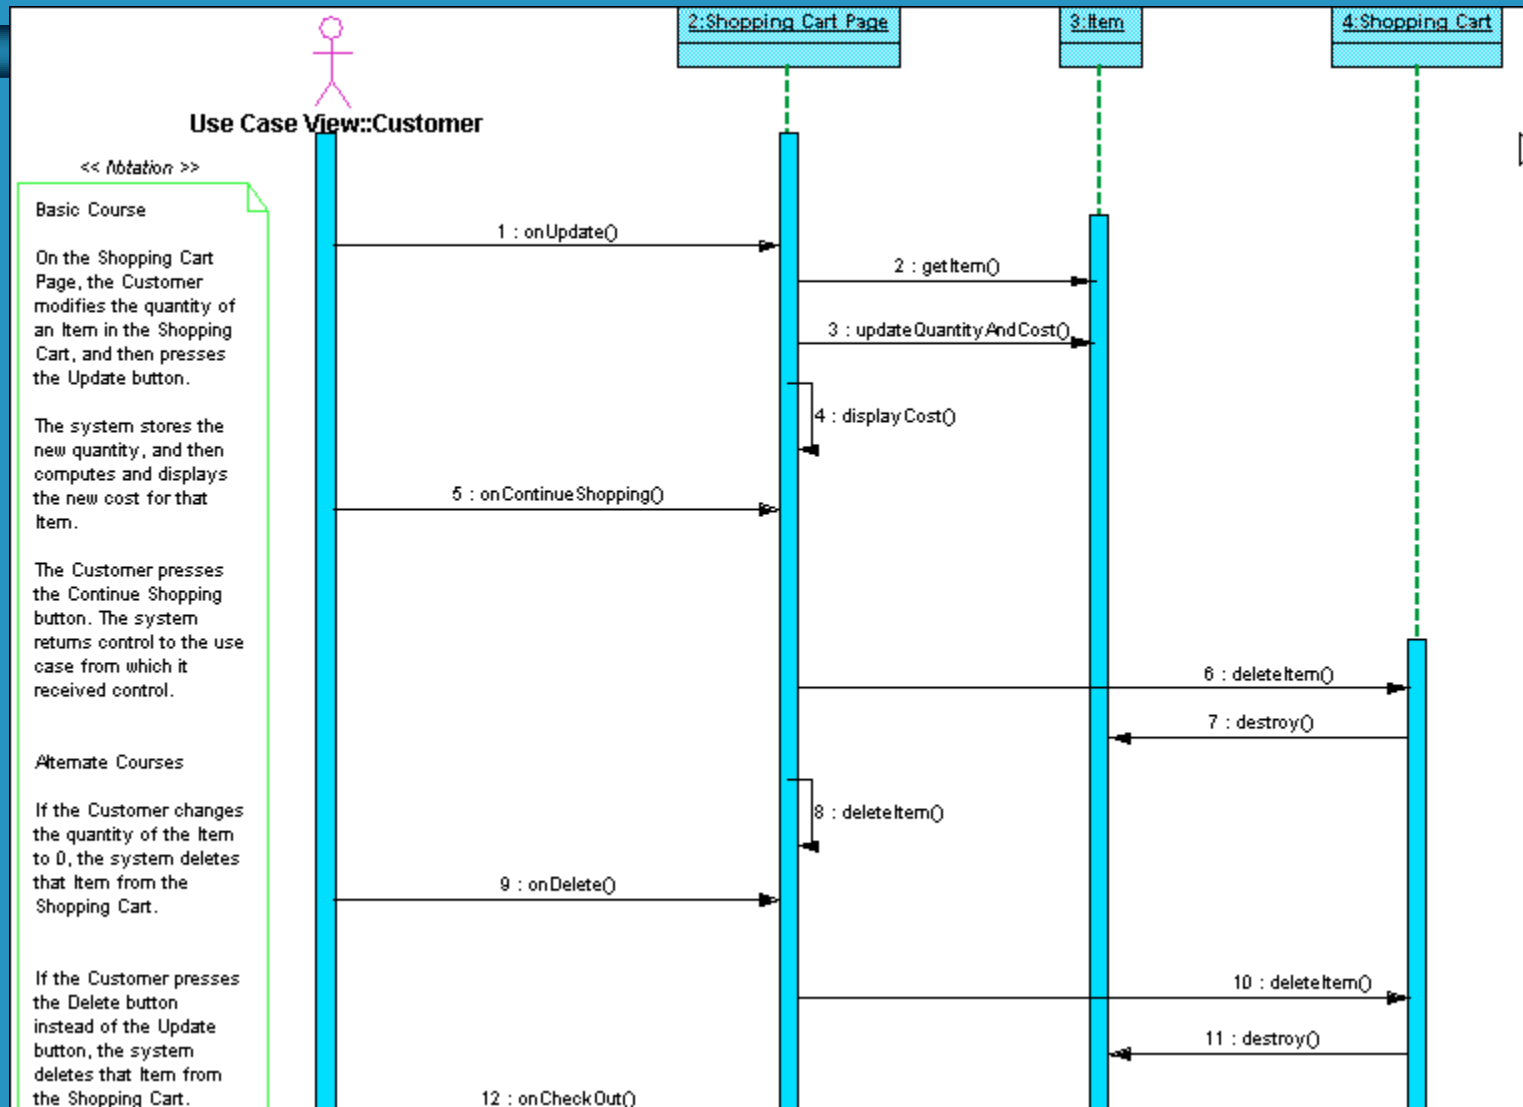 2:Shopping Cart Page
3:Item
4:Shopping Cart
Use Case View::Customer
<< Notation >>
Basic Course
On the Shopping Cart
Page, the Customer
modifies the quantity of
an Item in the Shopping
Cart, and then presses
the Update button.
The system stores the
new quantity, and then
computes and displays
the new cost for that
Item.
The Customer presses
the Continue Shopping
button. The system
returns control to the use
case from which it
received control.
Alternate Courses
If the Customer changes
the quantity of the Item
to 0, the system deletes
that Item from the
Shopping Cart.
If the Customer presses
the Delete button
instead of the Update
button, the system
deletes that Item from
the Shopping Cart.
1 : onUpdate()
2 : getItem()
3 : updateQuantityAndCost()
4 : displayCost()
5 : onContinueShopping()
6 : deleteItem()
7 : destroy()
8 : deleteItem()
9 : onDelete()
10 : deleteItem()
11 : destroy()
12 : onCheckOut()